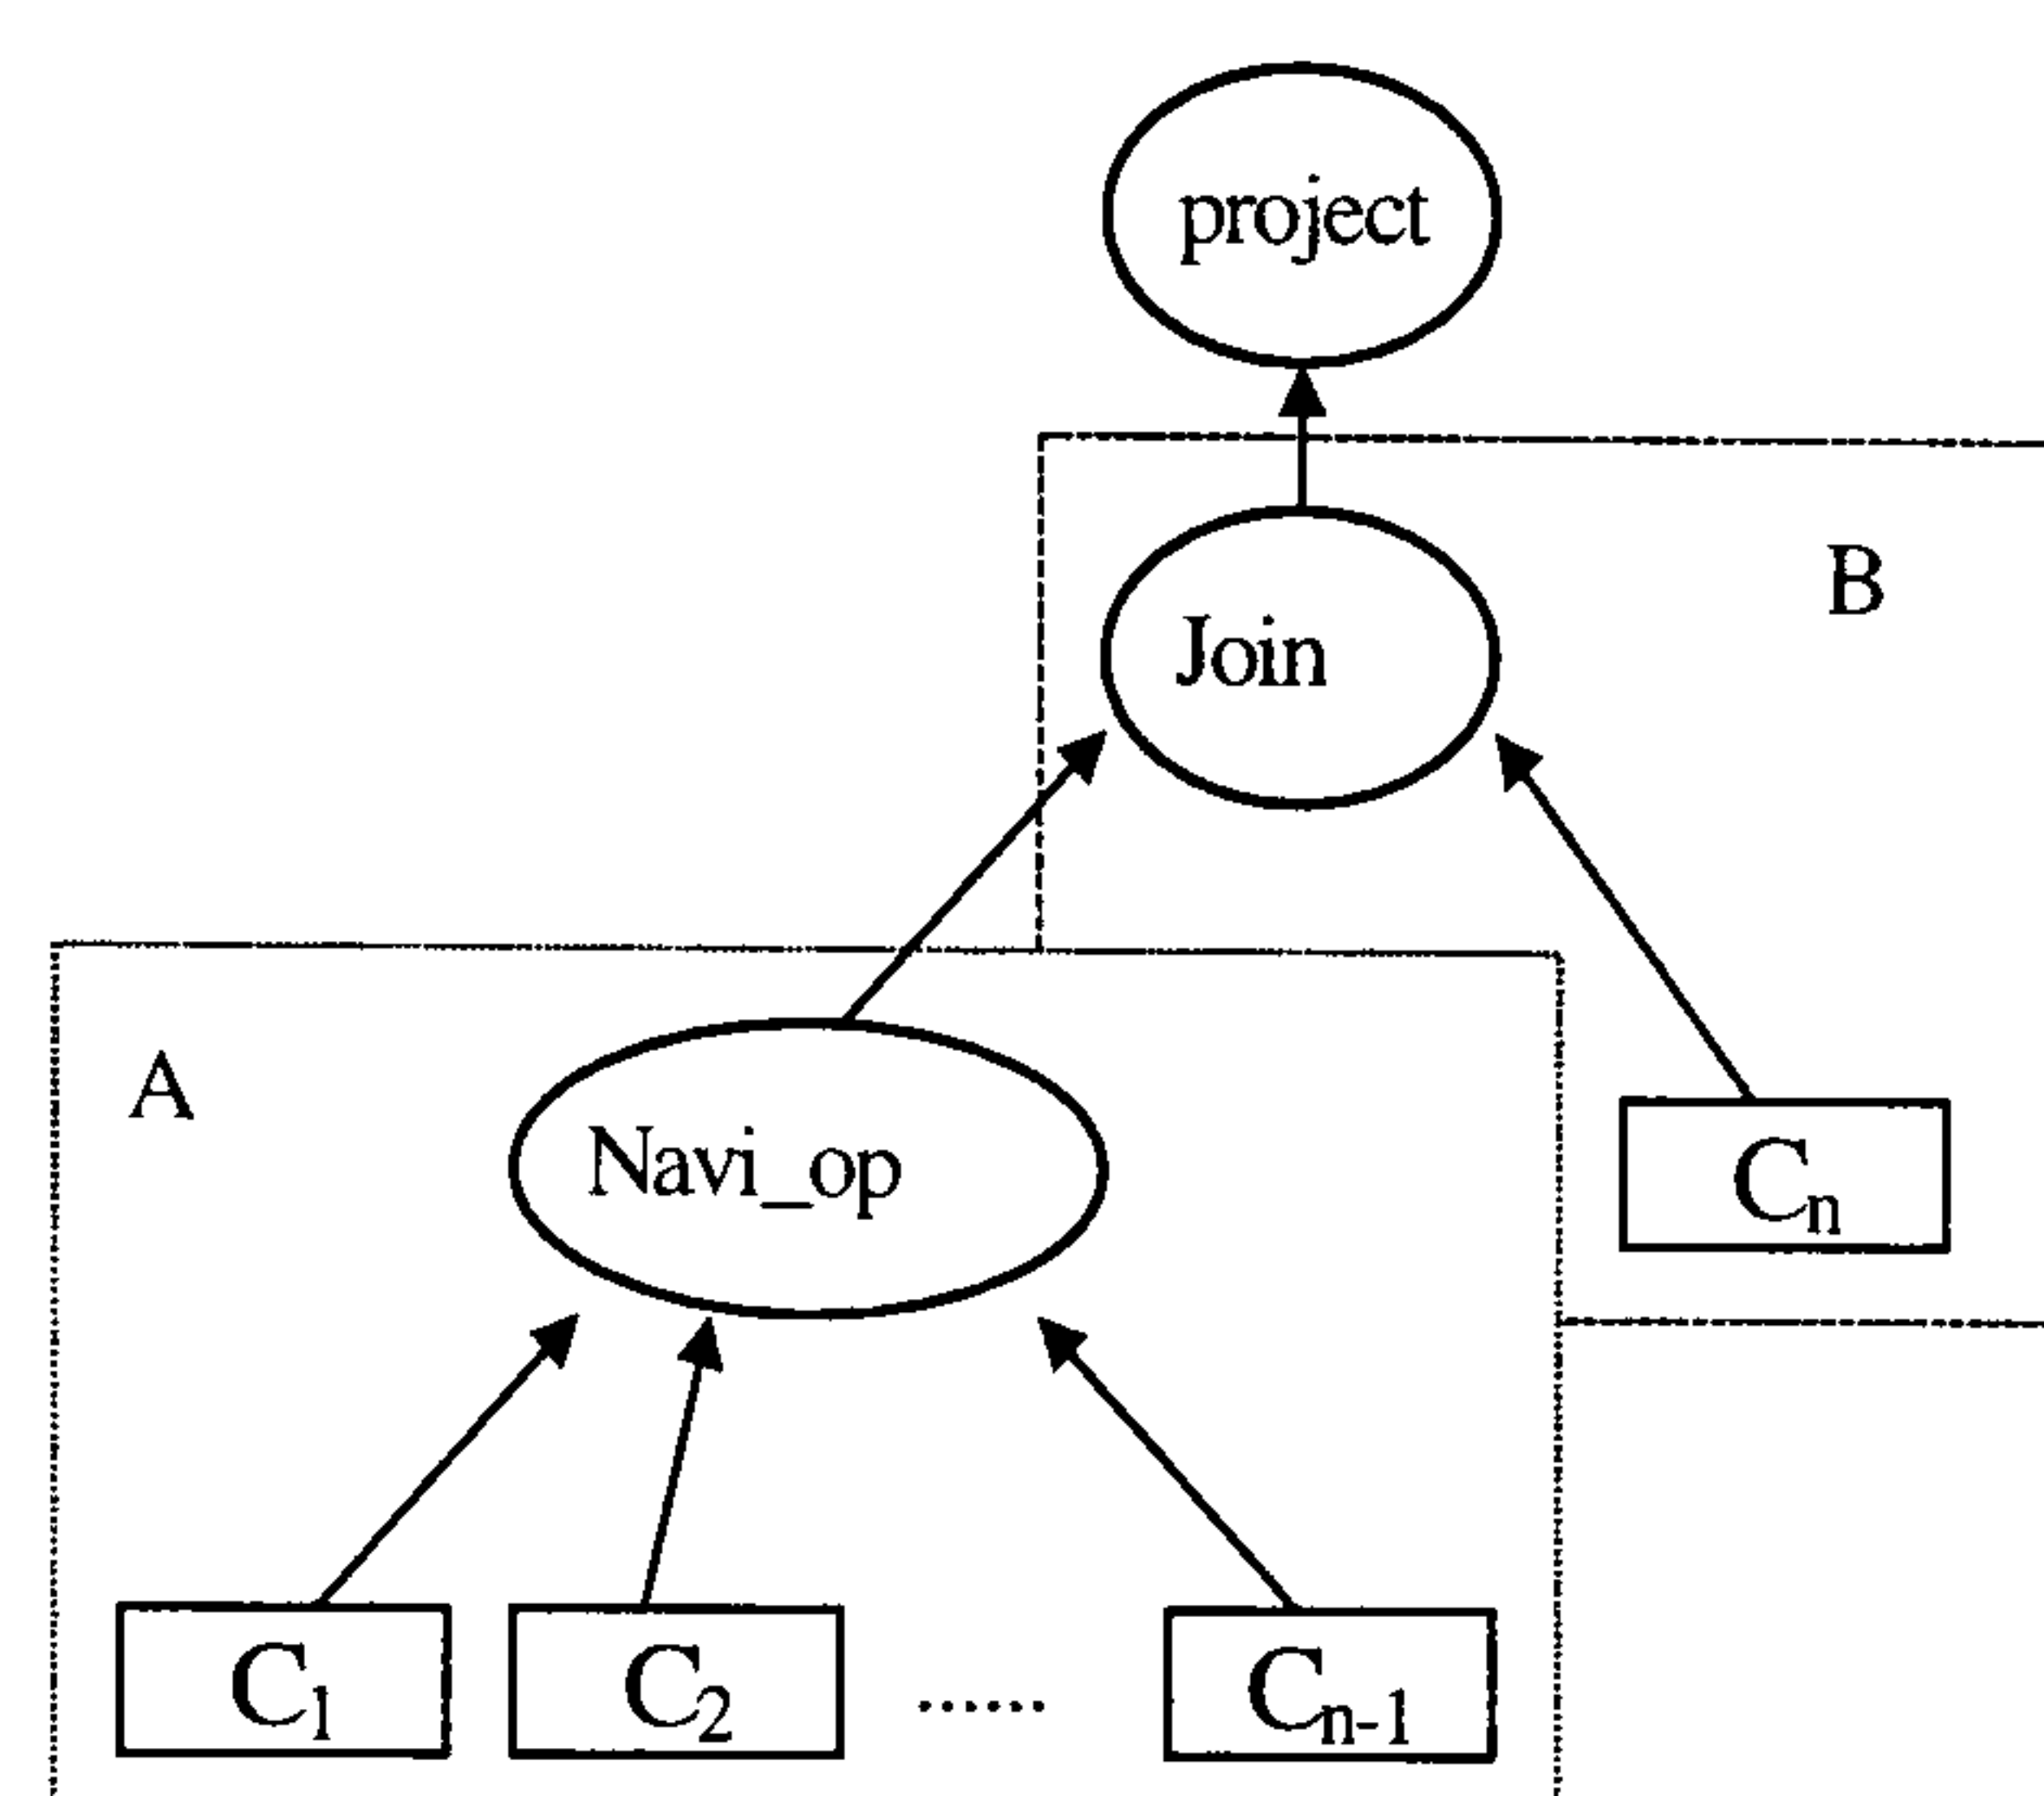 project
B
Join
A
Navi_op
Cn
C1
C2
......
Cn-1